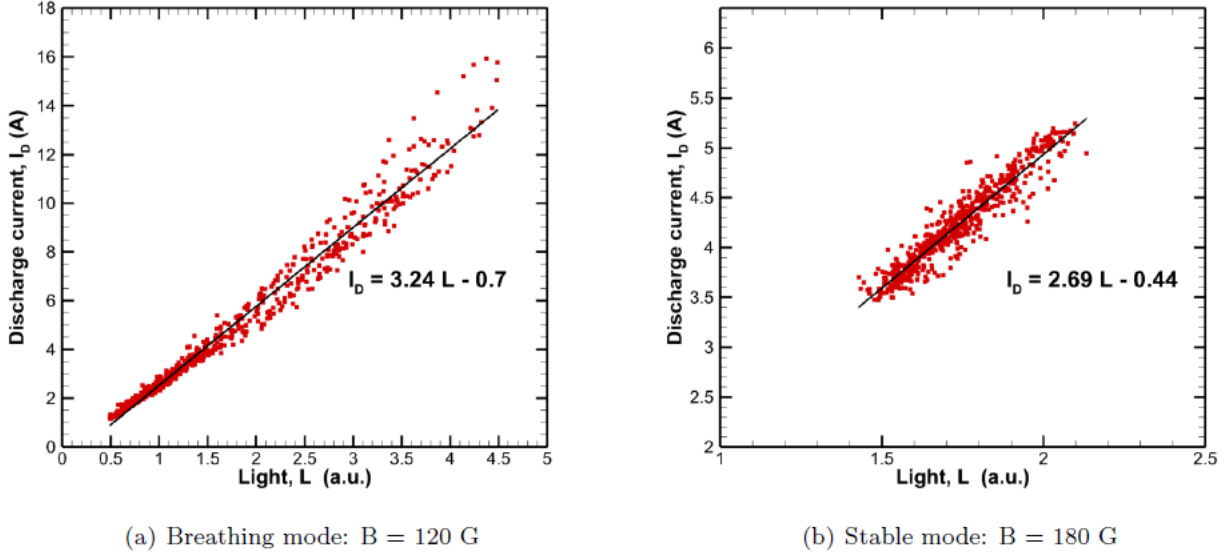 18
16
14
12
10
8
6
4
2
0
Discharge current, I_D (A)
I_D = 3.24 L - 0.7
0 0.5 1 1.5 2 2.5 3 3.5 4 4.5 5
Light, L (a.u.)
(a) Breathing mode: B = 120 G
6
5.5
5
4.5
4
3.5
3
2.5
2
Discharge current, I_D (A)
I_D = 2.69 L - 0.44
1 1.5 2 2.5
Light, L (a.u.)
(b) Stable mode: B = 180 G